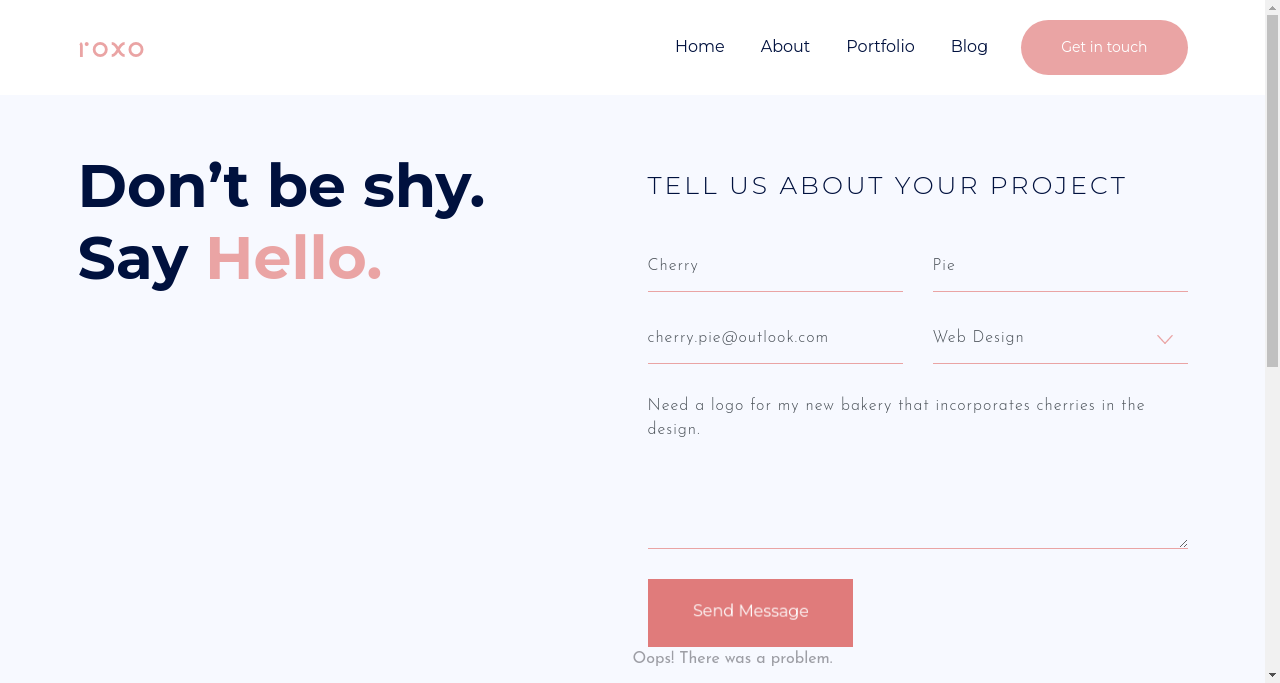 roxo
Home
About
Portfolio
Blog
Get in touch
Don’t be shy.
Say Hello.
TELL US ABOUT YOUR PROJECT
Cherry
Pie
cherry.pie@outlook.com
Web Design
Need a logo for my new bakery that incorporates cherries in the
design.
Send Message
Oops! There was a problem.